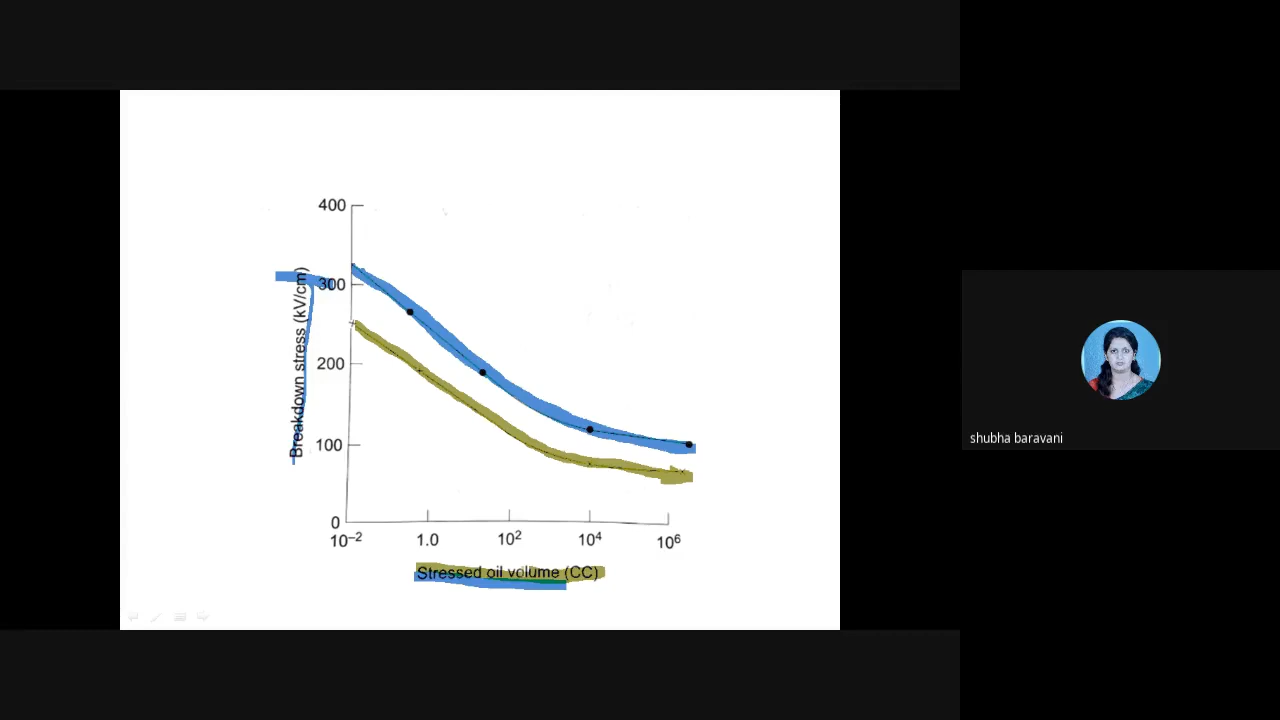 400
300
200
100
0
Breakdown stress (kV/cm)
10⁻² 1.0 10² 10⁴ 10⁶
Stressed oil volume (CC)
shubha baravani